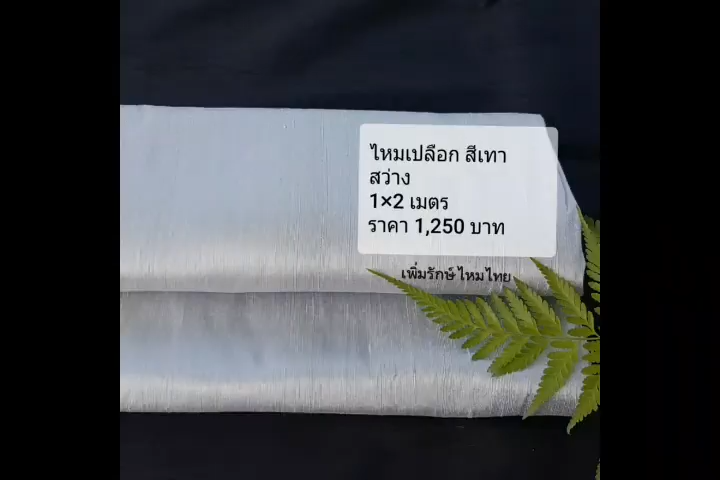 ไหมเปลือก สีเทา
สว่าง
1×2 เมตร
ราคา 1,250 บาท
เพิ่มรักษ์ ไหมไทย